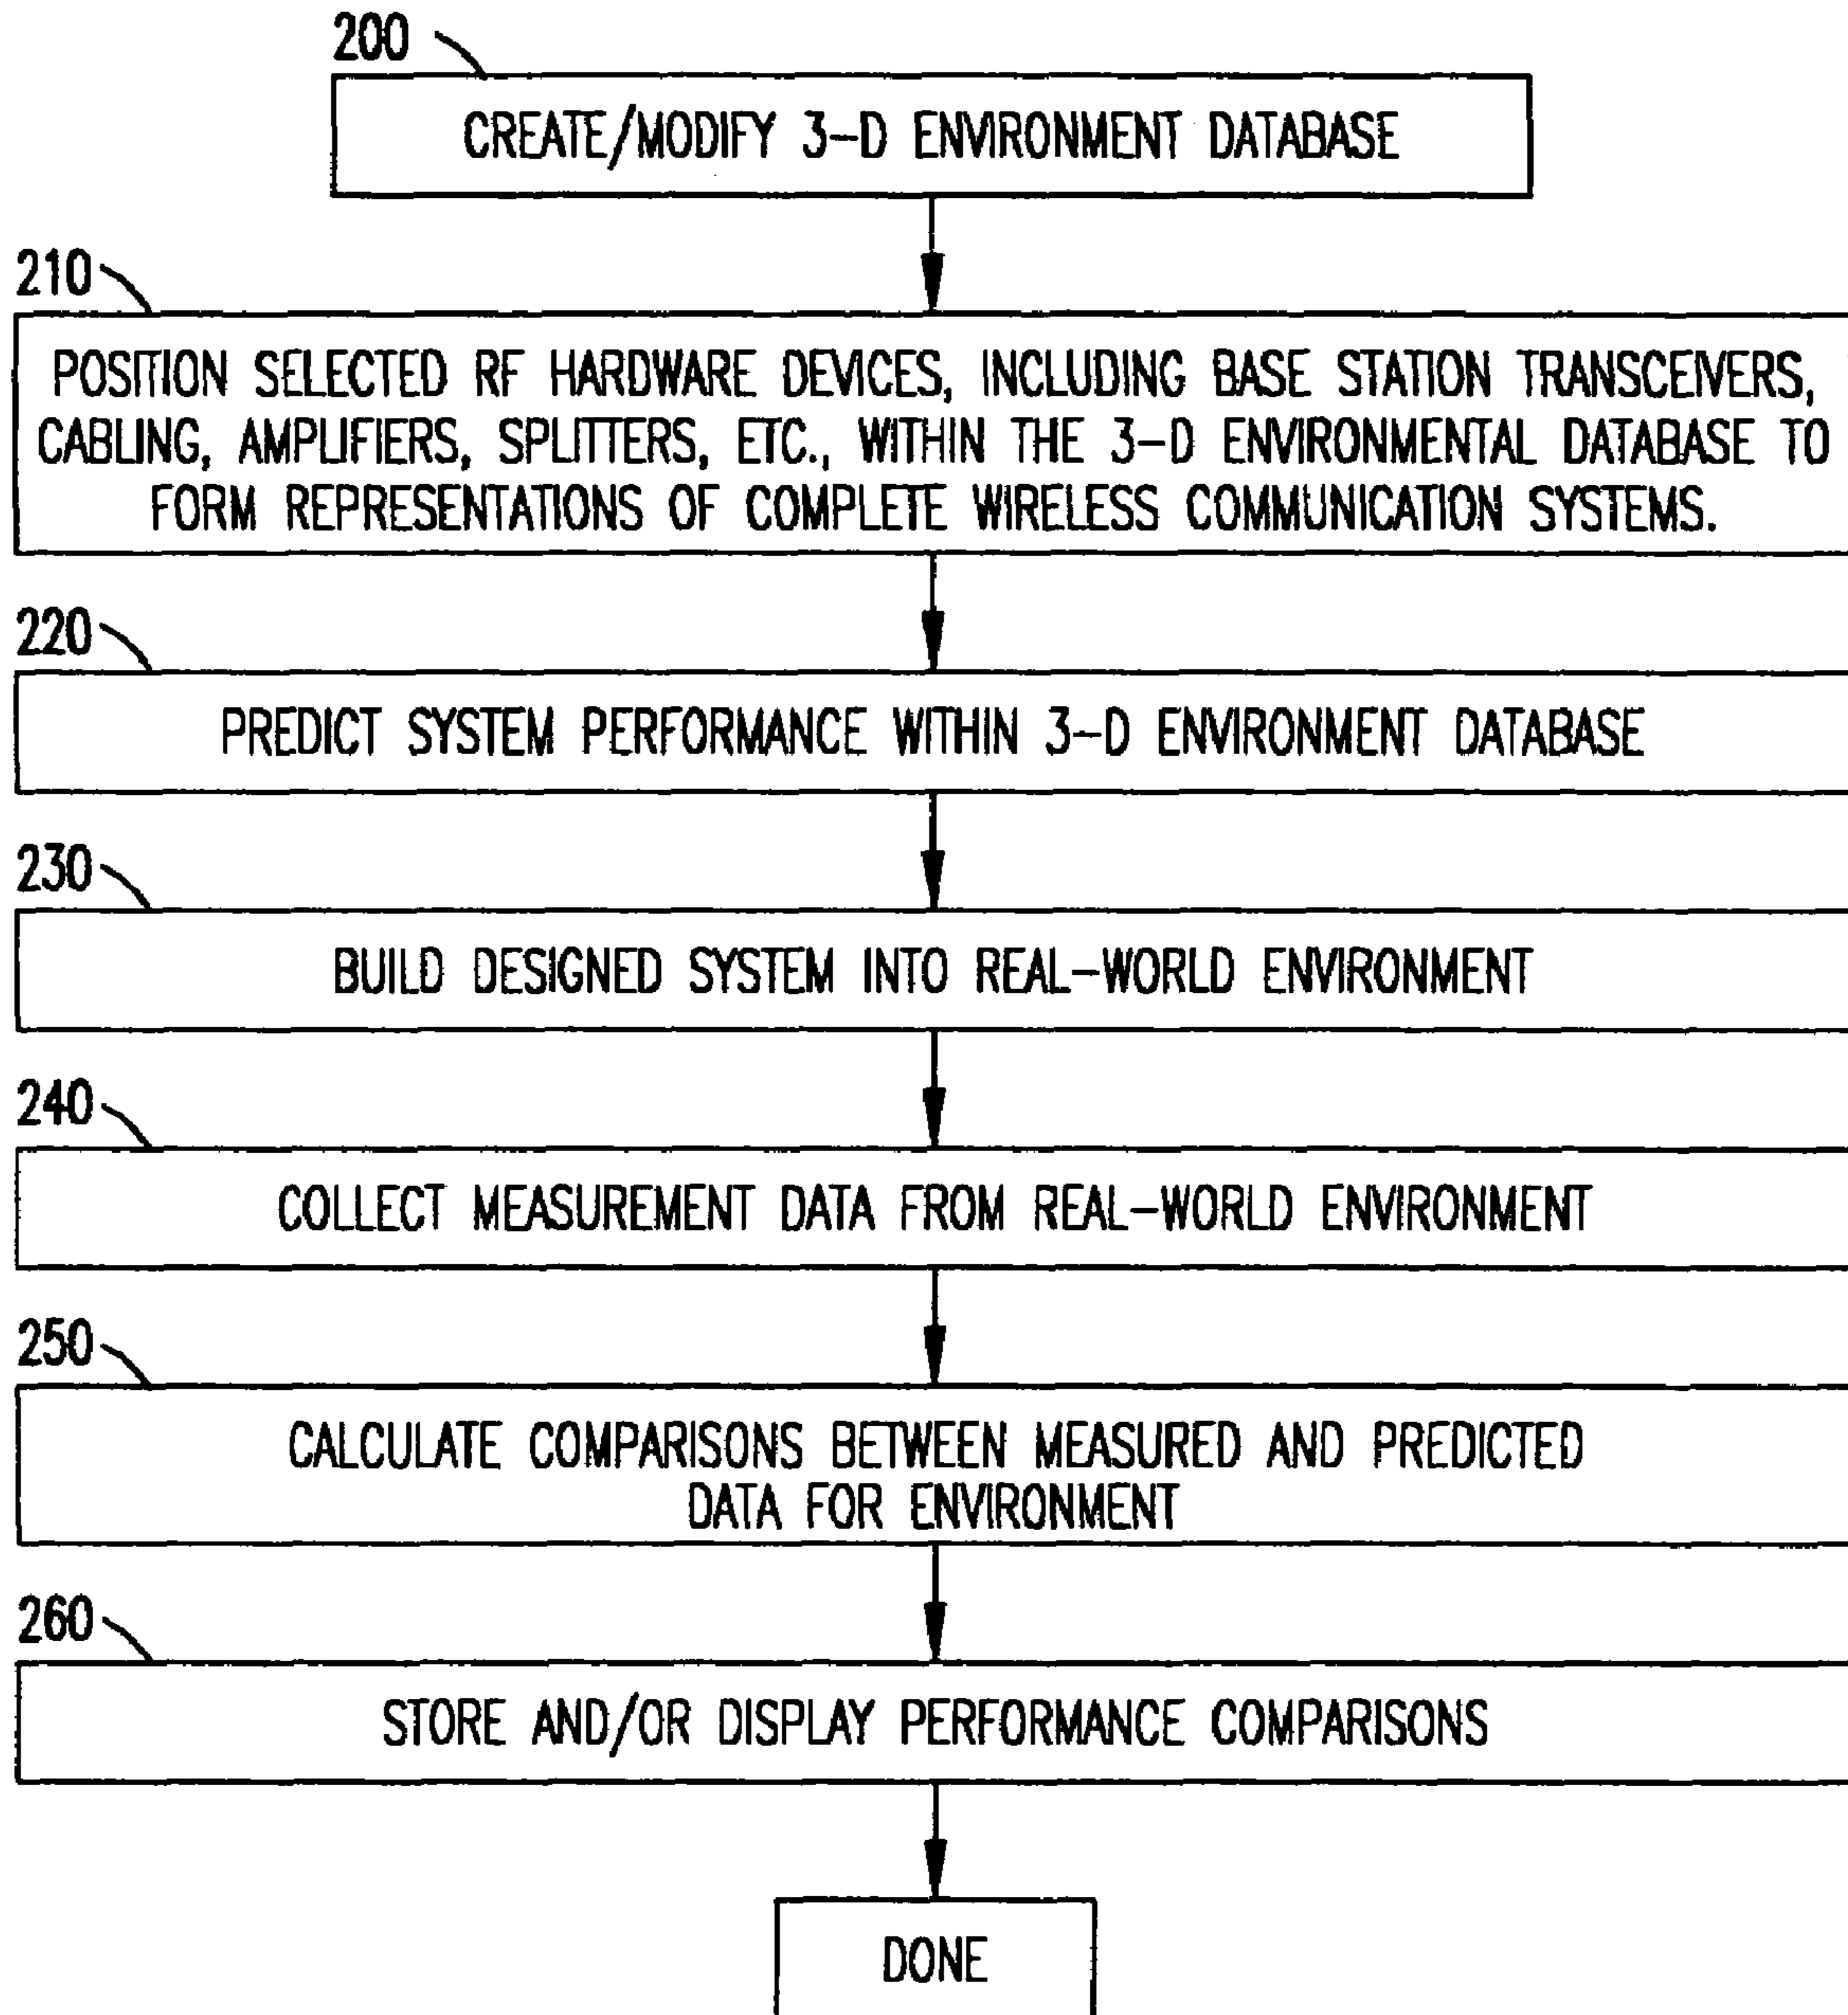 200
CREATE/MODIFY 3-D ENVIRONMENT DATABASE
210
POSITION SELECTED RF HARDWARE DEVICES, INCLUDING BASE STATION TRANSCEIVERS,
CABLING, AMPLIFIERS, SPLITTERS, ETC., WITHIN THE 3-D ENVIRONMENTAL DATABASE TO
FORM REPRESENTATIONS OF COMPLETE WIRELESS COMMUNICATION SYSTEMS.
220
PREDICT SYSTEM PERFORMANCE WITHIN 3-D ENVIRONMENT DATABASE
230
BUILD DESIGNED SYSTEM INTO REAL-WORLD ENVIRONMENT
240
COLLECT MEASUREMENT DATA FROM REAL-WORLD ENVIRONMENT
250
CALCULATE COMPARISONS BETWEEN MEASURED AND PREDICTED
DATA FOR ENVIRONMENT
260
STORE AND/OR DISPLAY PERFORMANCE COMPARISONS
DONE